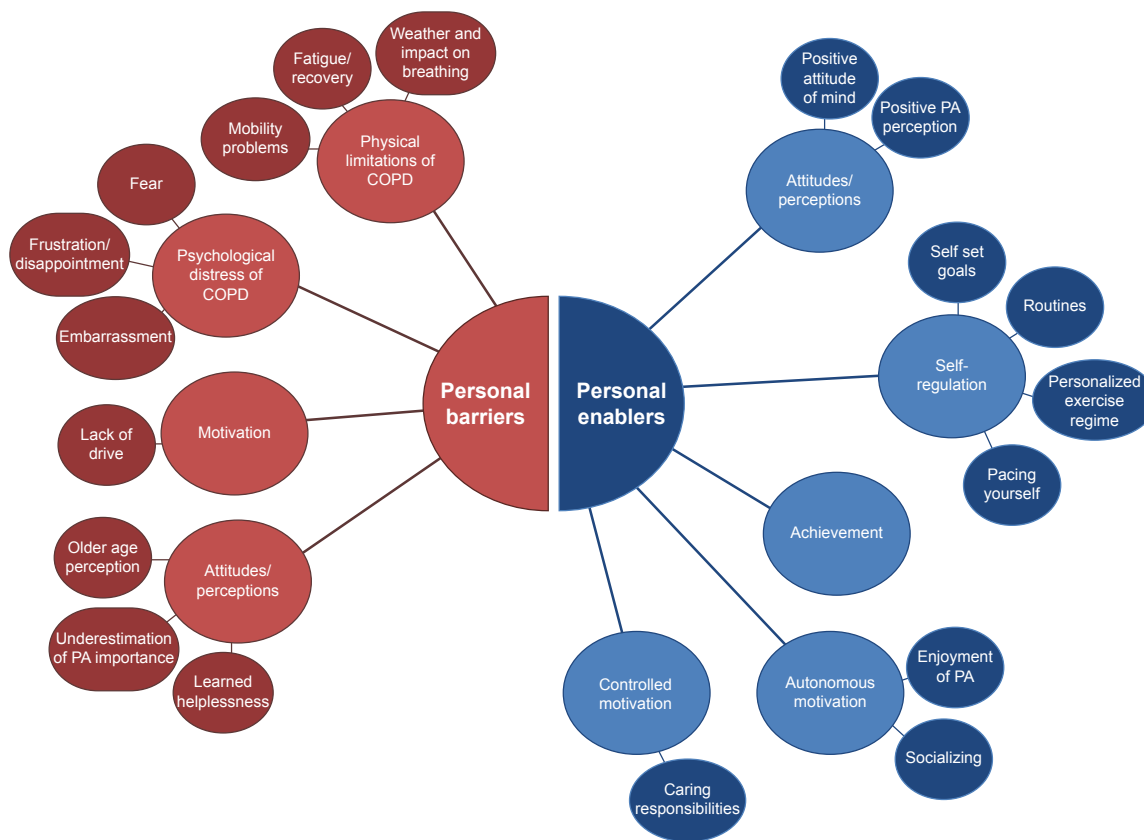 Weather and
impact on
breathing
Fatigue/
recovery
Mobility
problems
Physical
limitations of
COPD
Fear
Frustration/
disappointment
Embarrassment
Psychological
distress of
COPD
Lack of
drive
Motivation
Older age
perception
Underestimation
of PA importance
Learned
helplessness
Attitudes/
perceptions
Personal
barriers
Personal
enablers
Positive
attitude
of mind
Positive PA
perception
Attitudes/
perceptions
Self set
goals
Routines
Personalized
exercise
regime
Pacing
yourself
Self-
regulation
Achievement
Enjoyment
of PA
Socializing
Autonomous
motivation
Controlled
motivation
Caring
responsibilities